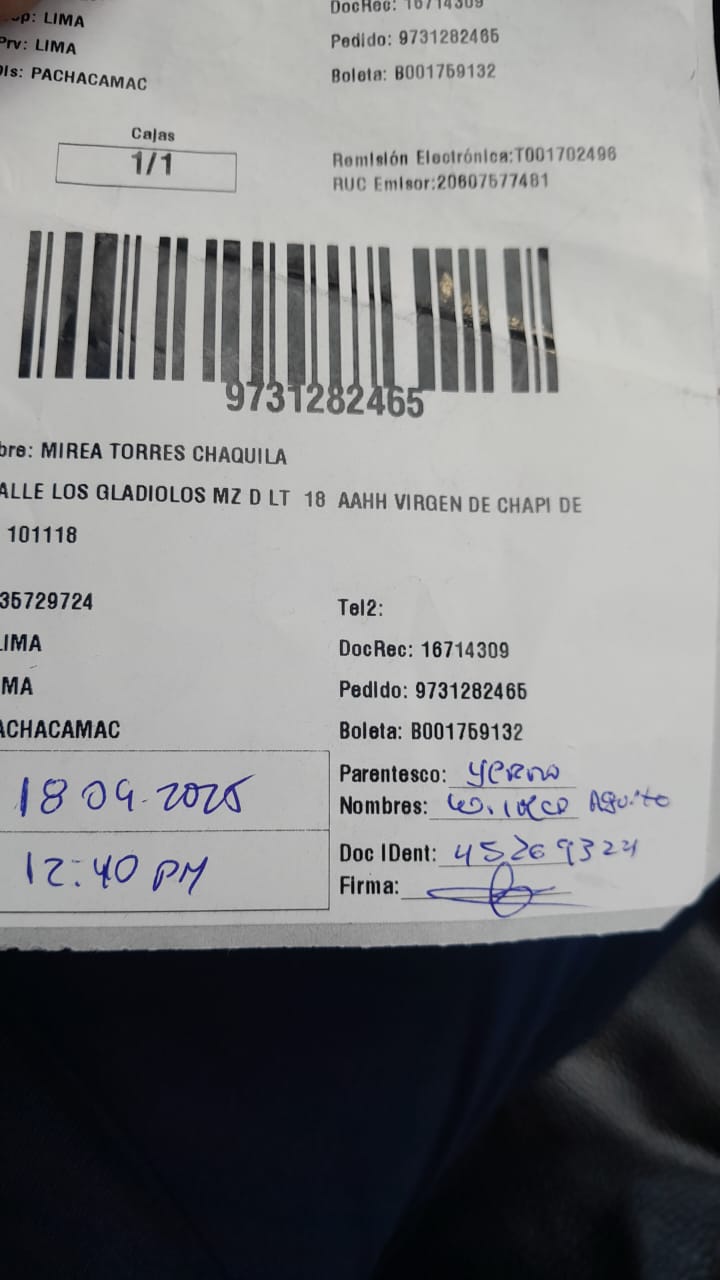 p: LIMA
DocRec: 16714309
Prv: LIMA
Pedido: 9731282465
Dis: PACHACAMAC
Boleta: B001759132
Cajas
1/1
Remisión Electrónica:T001702496
RUC Emisor:20607577481
9731282465
bre: MIREA TORRES CHAQUILA
ALLE LOS GLADIOLOS MZ D LT 18 AAHH VIRGEN DE CHAPI DE
101118
35729724
Tel2:
LIMA
DocRec: 16714309
MA
Pedido: 9731282465
ACHACAMAC
Boleta: B001759132
18 09.2025
Parentesco: yerno
Nombres:
12:40 PM
Doc IDent: 45269324
Firma: